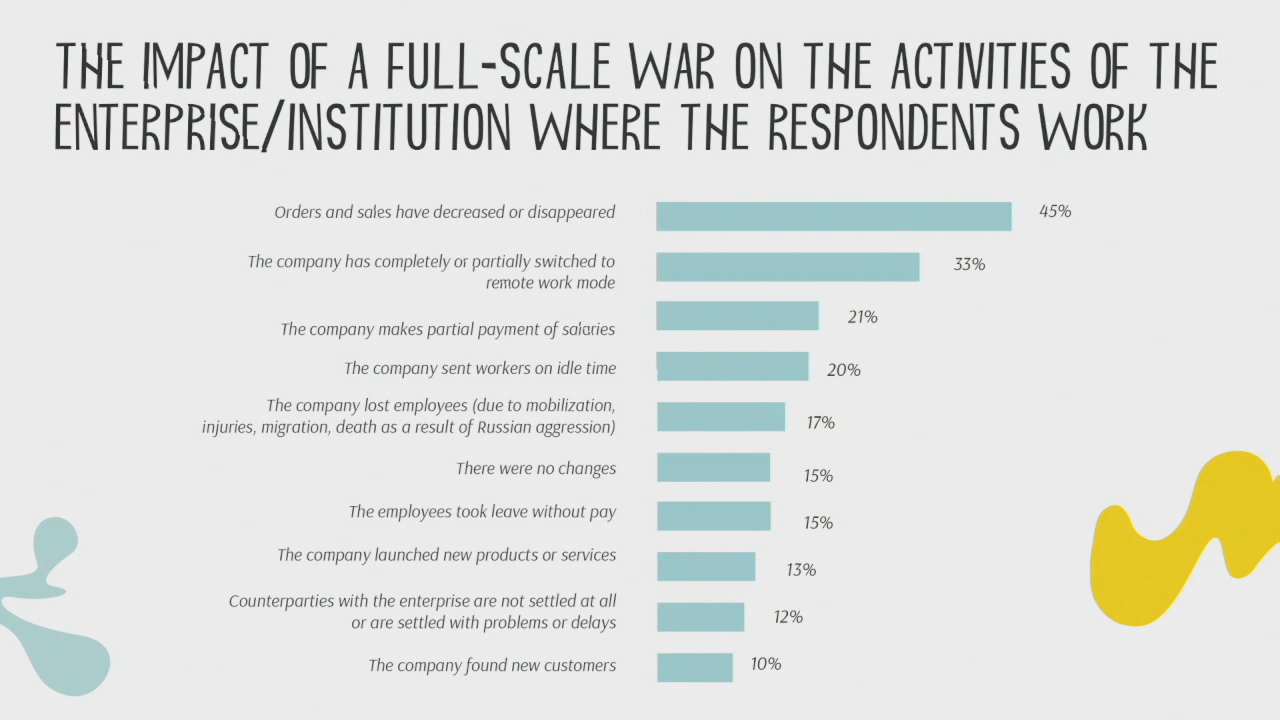 THE IMPACT OF A FULL-SCALE WAR ON THE ACTIVITIES OF THE
ENTERPRISE/INSTITUTION WHERE THE RESPONDENTS WORK
Orders and sales have decreased or disappeared 45%
The company has completely or partially switched to
remote work mode 33%
The company makes partial payment of salaries 21%
The company sent workers on idle time 20%
The company lost employees (due to mobilization,
injuries, migration, death as a result of Russian aggression) 17%
There were no changes 15%
The employees took leave without pay 15%
The company launched new products or services 13%
Counterparties with the enterprise are not settled at all
or are settled with problems or delays 12%
The company found new customers 10%